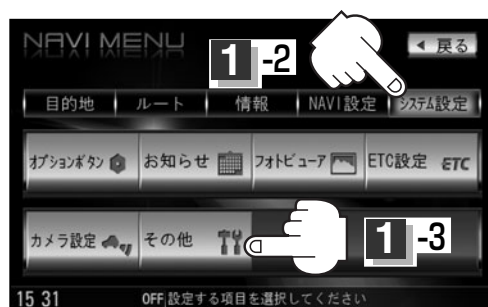 NAVI MENU
1-2
戻る
目的地 ルート 情報 NAVI設定 システム設定
オプションボタン お知らせ フォトビューア ETC設定 ETC
カメラ設定 その他
1-3
15 31 OFF 設定する項目を選択してください